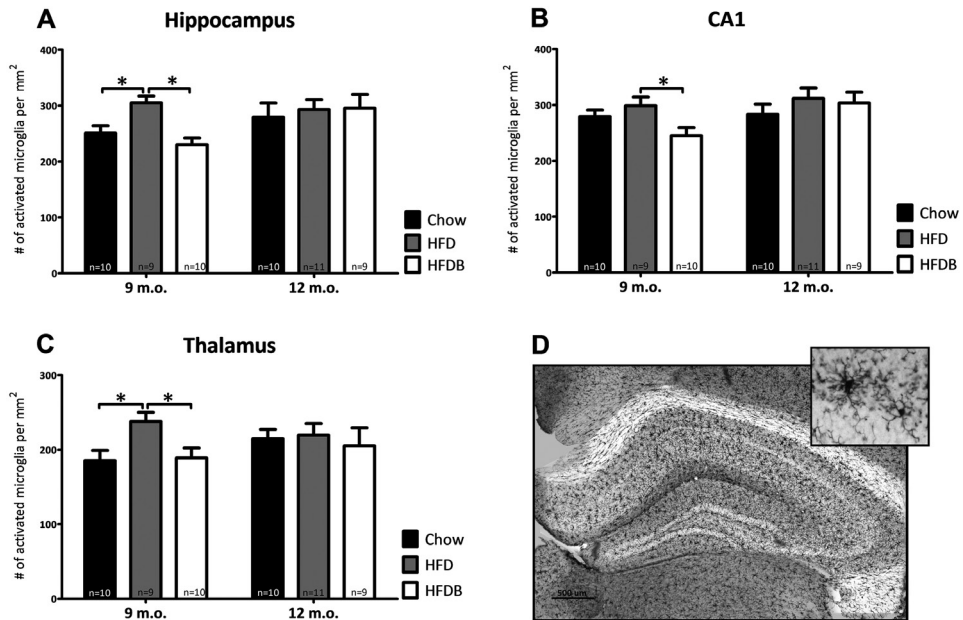 A
Hippocampus
# of activated microglia per mm²
400
300
200
100
0
*
*
n=10
n=9
n=10
n=10
n=11
n=9
9 m.o.
12 m.o.
Chow
HFD
HFDB
B
CA1
# of activated microglia per mm²
400
300
200
100
0
*
n=10
n=9
n=10
n=10
n=11
n=9
9 m.o.
12 m.o.
Chow
HFD
HFDB
C
Thalamus
# of activated microglia per mm²
300
200
100
0
*
*
n=10
n=9
n=10
n=10
n=11
n=9
9 m.o.
12 m.o.
Chow
HFD
HFDB
D
500 um